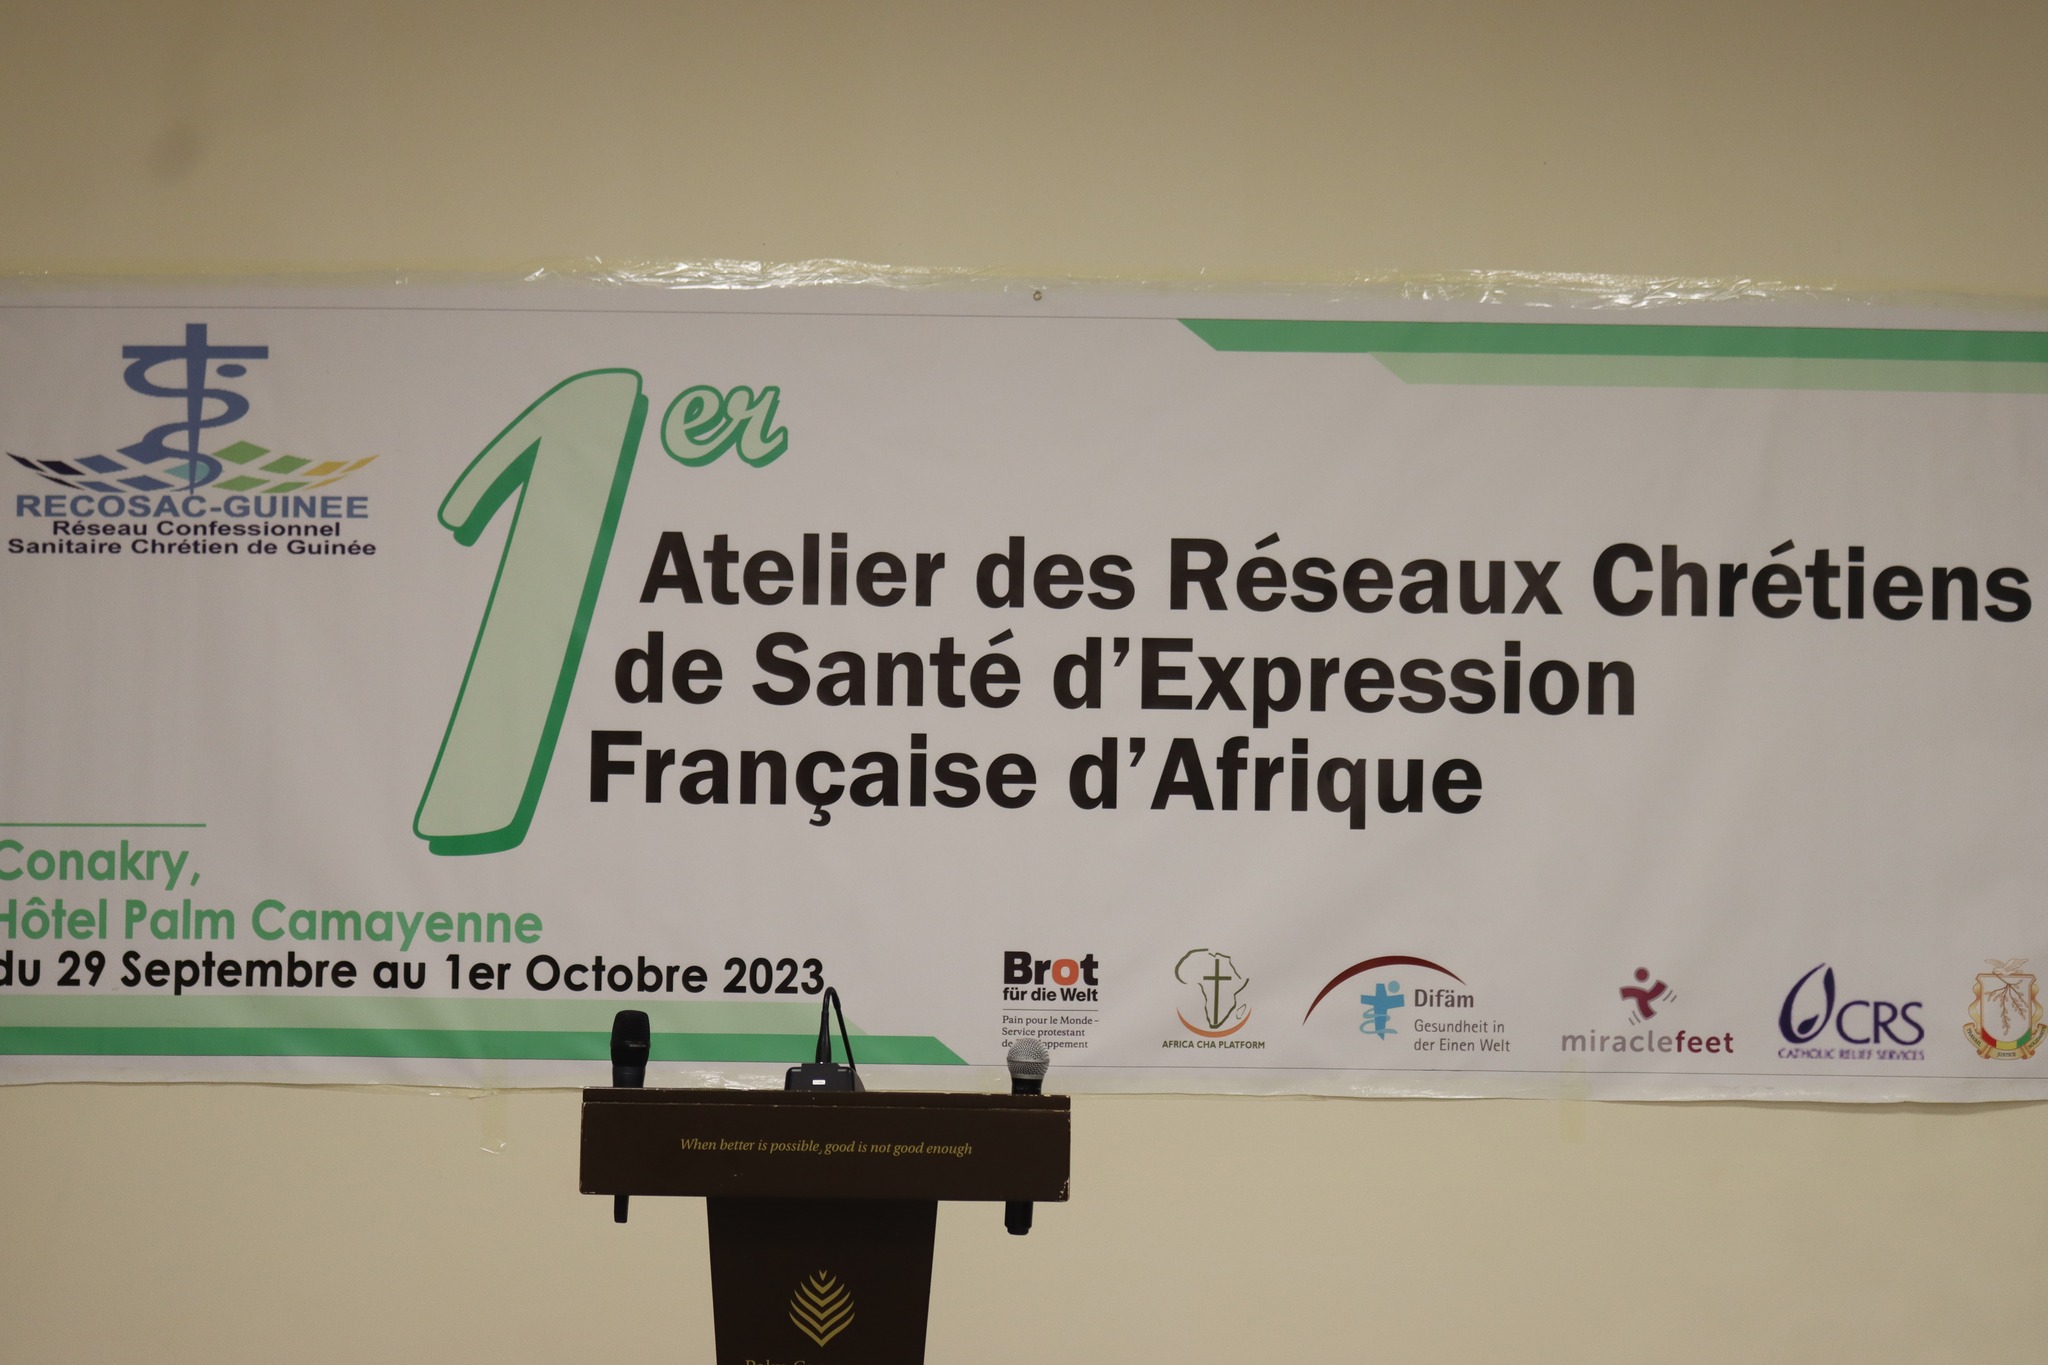 RECOSAC-GUINEE
Réseau Confessionnel
Sanitaire Chrétien de Guinée
1er
Atelier des Réseaux Chrétiens
de Santé d'Expression
Française d'Afrique
Conakry,
Hôtel Palm Camayenne
du 29 Septembre au 1er Octobre 2023
Brot
für die Welt
Pain pour le Monde –
Service protestant
AFRICA CHA PLATFORM
Difäm
Gesundheit in
der Einen Welt
miraclefeet
CRS
CATHOLIC RELIEF SERVICES
JUSTICE
When better is possible, good is not good enough